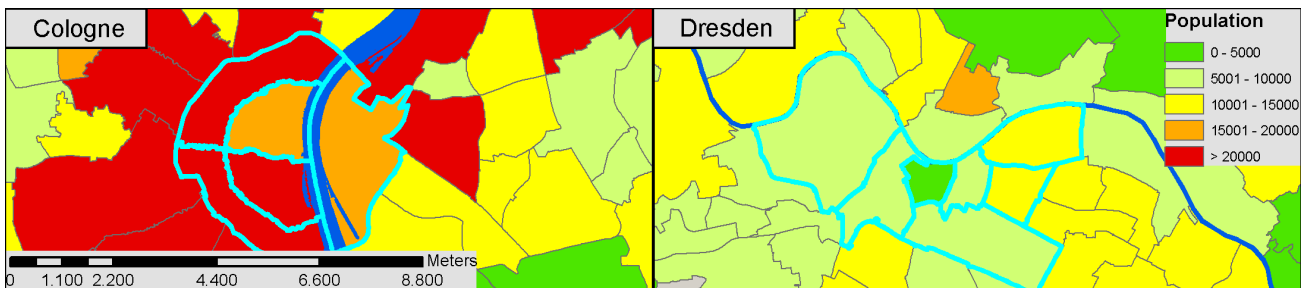 Cologne
Dresden
Population
0 - 5000
5001 - 10000
10001 - 15000
15001 - 20000
> 20000
Meters
0 1.100 2.200 4.400 6.600 8.800